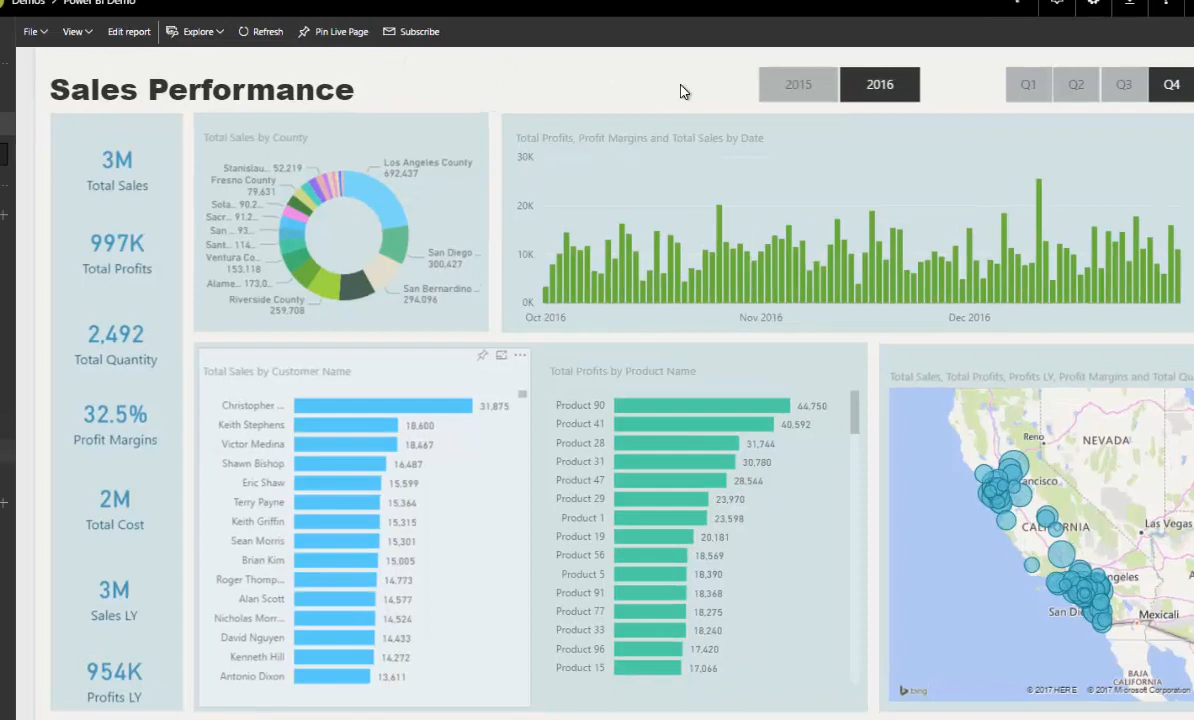 Demos > Power BI Demo
File View Edit report Explore Refresh Pin Live Page Subscribe
Sales Performance
2015 2016 Q1 Q2 Q3 Q4
3M
Total Sales
997K
Total Profits
2,492
Total Quantity
32.5%
Profit Margins
2M
Total Cost
3M
Sales LY
954K
Profits LY
Total Sales by County
Los Angeles County
692,437
San Diego ...
300,427
San Bernardino ...
294,096
Riverside County
259,708
Alame... 173,0...
Ventura Co...
153,118
Sant... 114...
San ... 93...
Sacr... 91.2...
Sola... 90.2...
Fresno County
79,631
Stanislau... 52,219
Total Profits, Profit Margins and Total Sales by Date
30K
20K
10K
0K
Oct 2016 Nov 2016 Dec 2016
Total Sales by Customer Name
Christopher ... 31,875
Keith Stephens 18,600
Victor Medina 18,467
Shawn Bishop 16,487
Eric Shaw 15,599
Terry Payne 15,364
Keith Griffin 15,315
Sean Morris 15,301
Brian Kim 15,005
Roger Thomp... 14,773
Alan Scott 14,577
Nicholas Morr... 14,524
David Nguyen 14,433
Kenneth Hill 14,272
Antonio Dixon 13,611
Total Profits by Product Name
Product 90 44,750
Product 41 40,592
Product 28 31,744
Product 31 30,780
Product 47 28,544
Product 29 23,970
Product 1 23,598
Product 19 20,181
Product 56 18,569
Product 5 18,390
Product 91 18,368
Product 77 18,275
Product 33 18,240
Product 96 17,420
Product 15 17,066
Total Sales, Total Profits, Profits LY, Profit Margins and Total Qu
Reno
NEVADA
ncisco
CALIFORNIA
Las Vegas
ngeles
San Die
Mexicali
BAJA
CALIFORNIA
bing © 2017 HERE © 2017 Microsoft Corporation